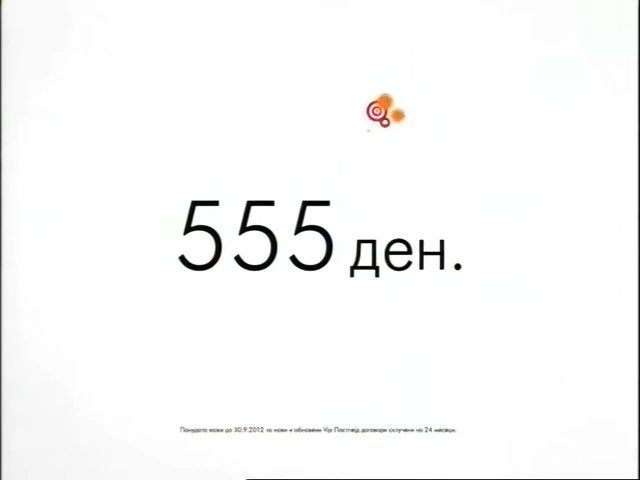 555 ден.
Понудата важи до 30.9.2012 за нови и обновени Vip Постпејд договори склучени на 24 месеци.